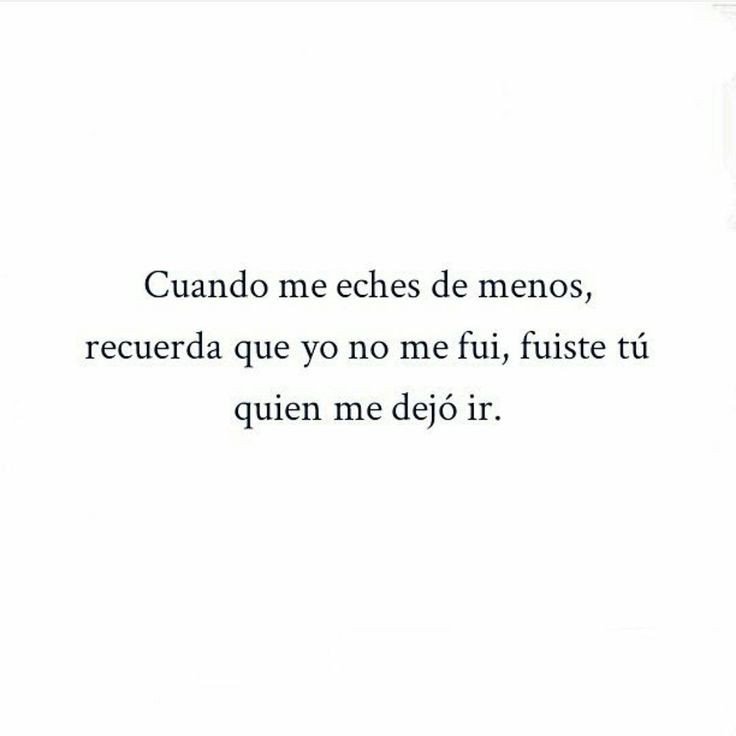 Cuando me eches de menos,
recuerda que yo no me fui, fuiste tú
quien me dejó ir.